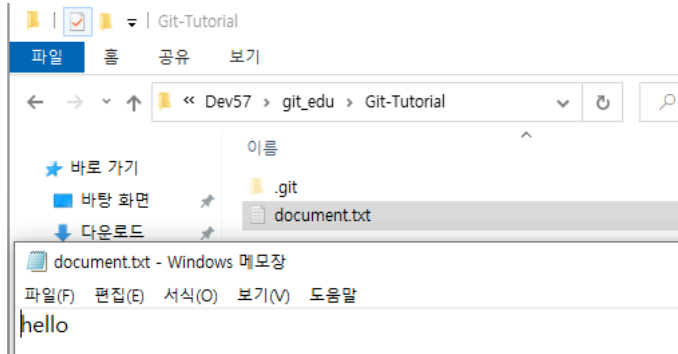 Git-Tutorial
파일 홈 공유 보기
« Dev57 › git_edu › Git-Tutorial
이름
바로 가기
.git
바탕 화면
document.txt
다운로드
document.txt - Windows 메모장
파일(F) 편집(E) 서식(O) 보기(V) 도움말
hello